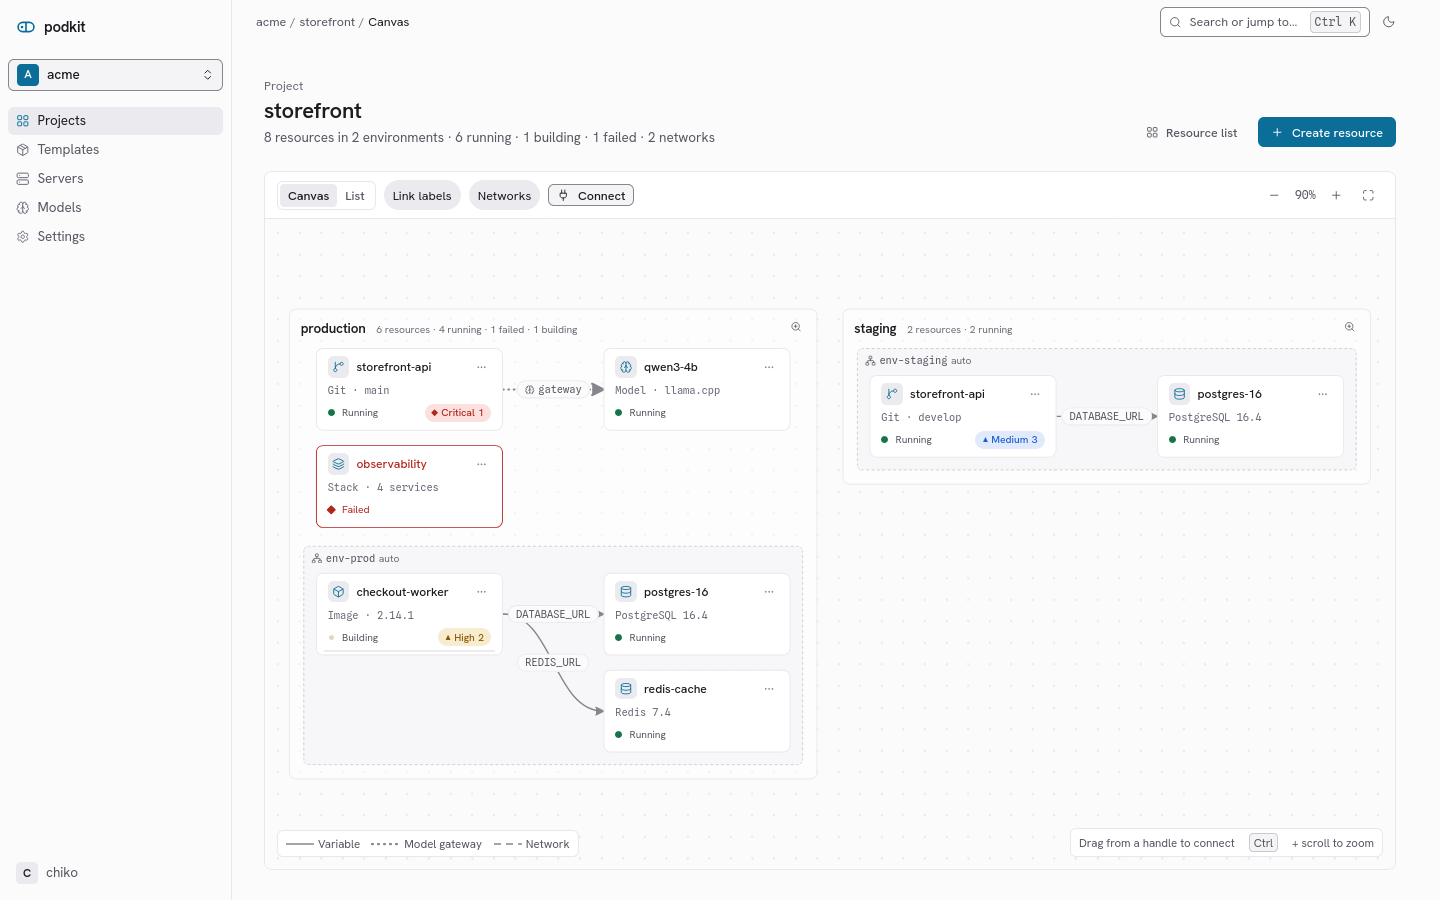 podkit
acme / storefront / Canvas
Search or jump to... Ctrl K
A acme
Projects
Templates
Servers
Models
Settings
C chiko
Project
storefront
8 resources in 2 environments · 6 running · 1 building · 1 failed · 2 networks
Resource list
Create resource
Canvas List Link labels Networks Connect
90%
production 6 resources · 4 running · 1 failed · 1 building
storefront-api
Git · main
Running Critical 1
gateway
qwen3-4b
Model · llama.cpp
Running
observability
Stack · 4 services
Failed
env-prod auto
checkout-worker
Image · 2.14.1
Building High 2
DATABASE_URL
REDIS_URL
postgres-16
PostgreSQL 16.4
Running
redis-cache
Redis 7.4
Running
staging 2 resources · 2 running
env-staging auto
storefront-api
Git · develop
Running Medium 3
DATABASE_URL
postgres-16
PostgreSQL 16.4
Running
Variable Model gateway Network
Drag from a handle to connect Ctrl + scroll to zoom